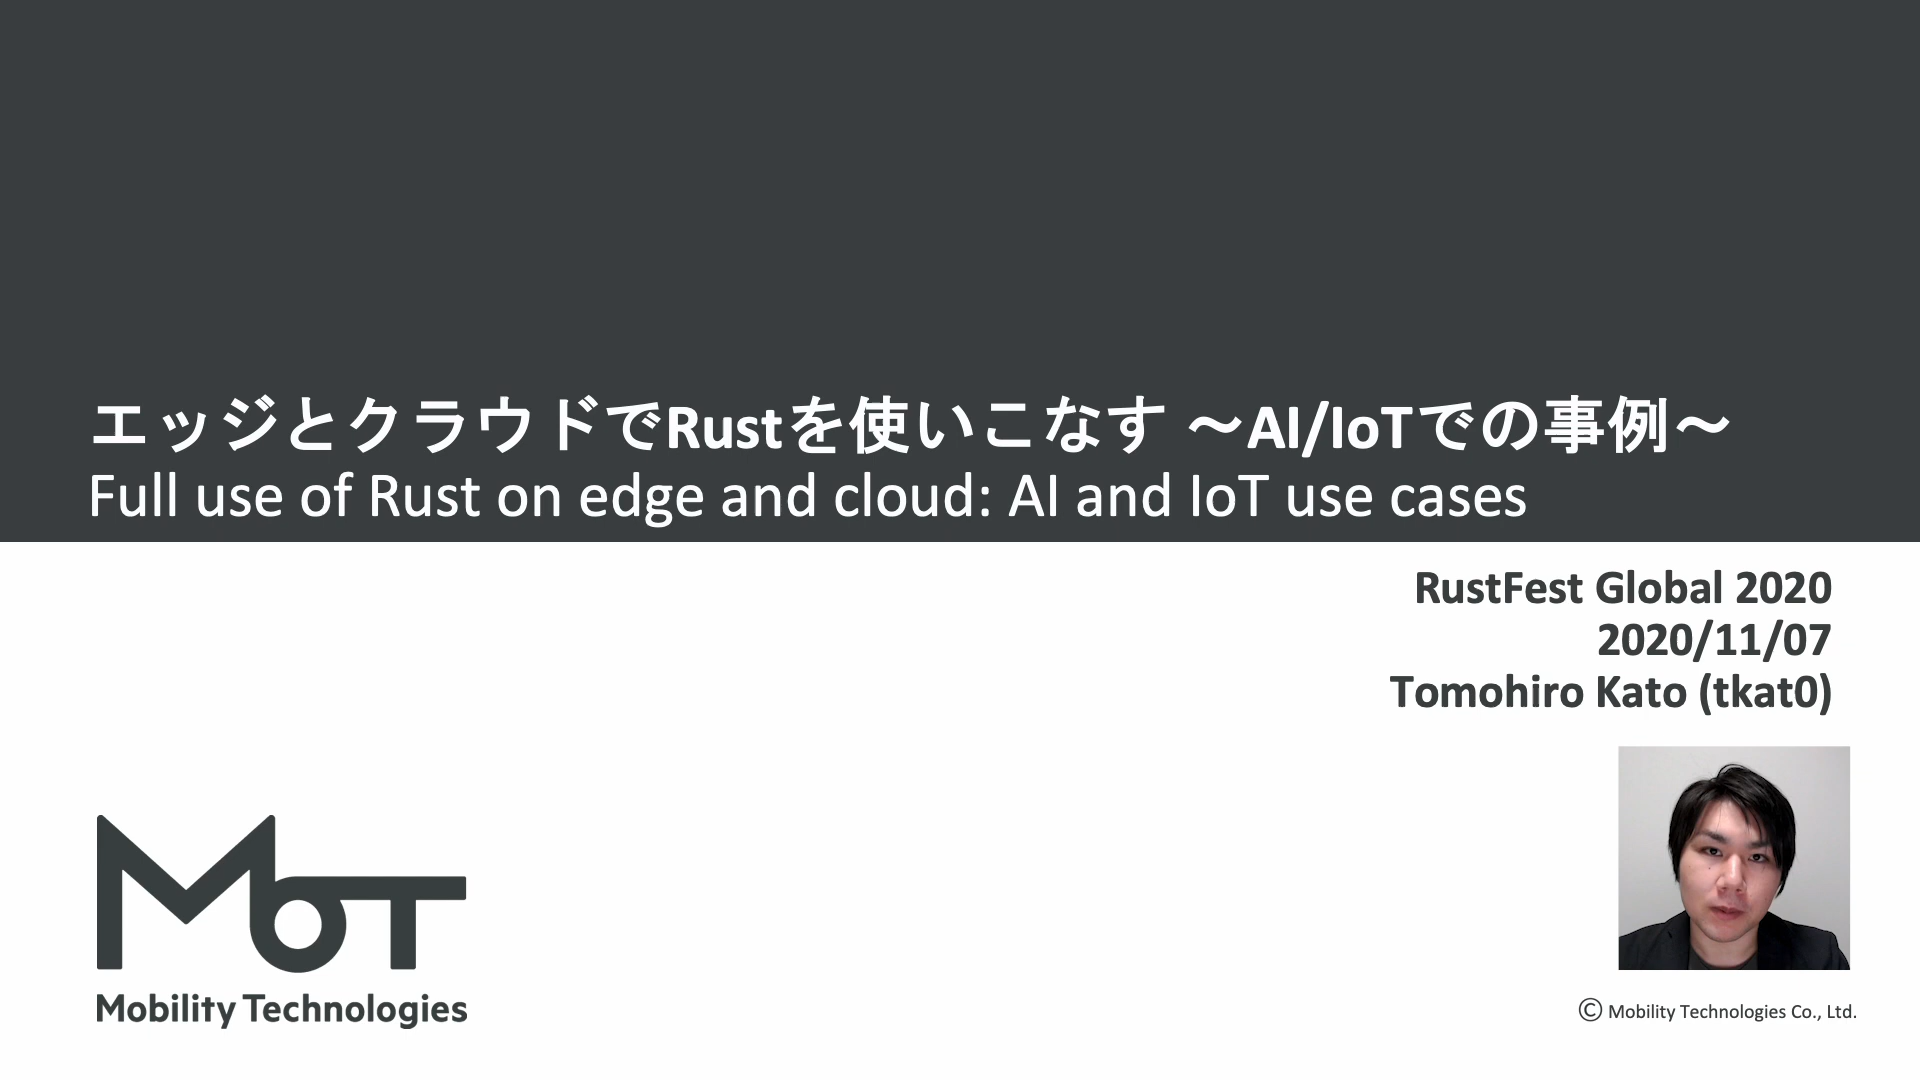 エッジとクラウドでRustを使いこなす 〜AI/IoTでの事例〜
Full use of Rust on edge and cloud: AI and IoT use cases
RustFest Global 2020
2020/11/07
Tomohiro Kato (tkat0)
MoT
Mobility Technologies
© Mobility Technologies Co., Ltd.